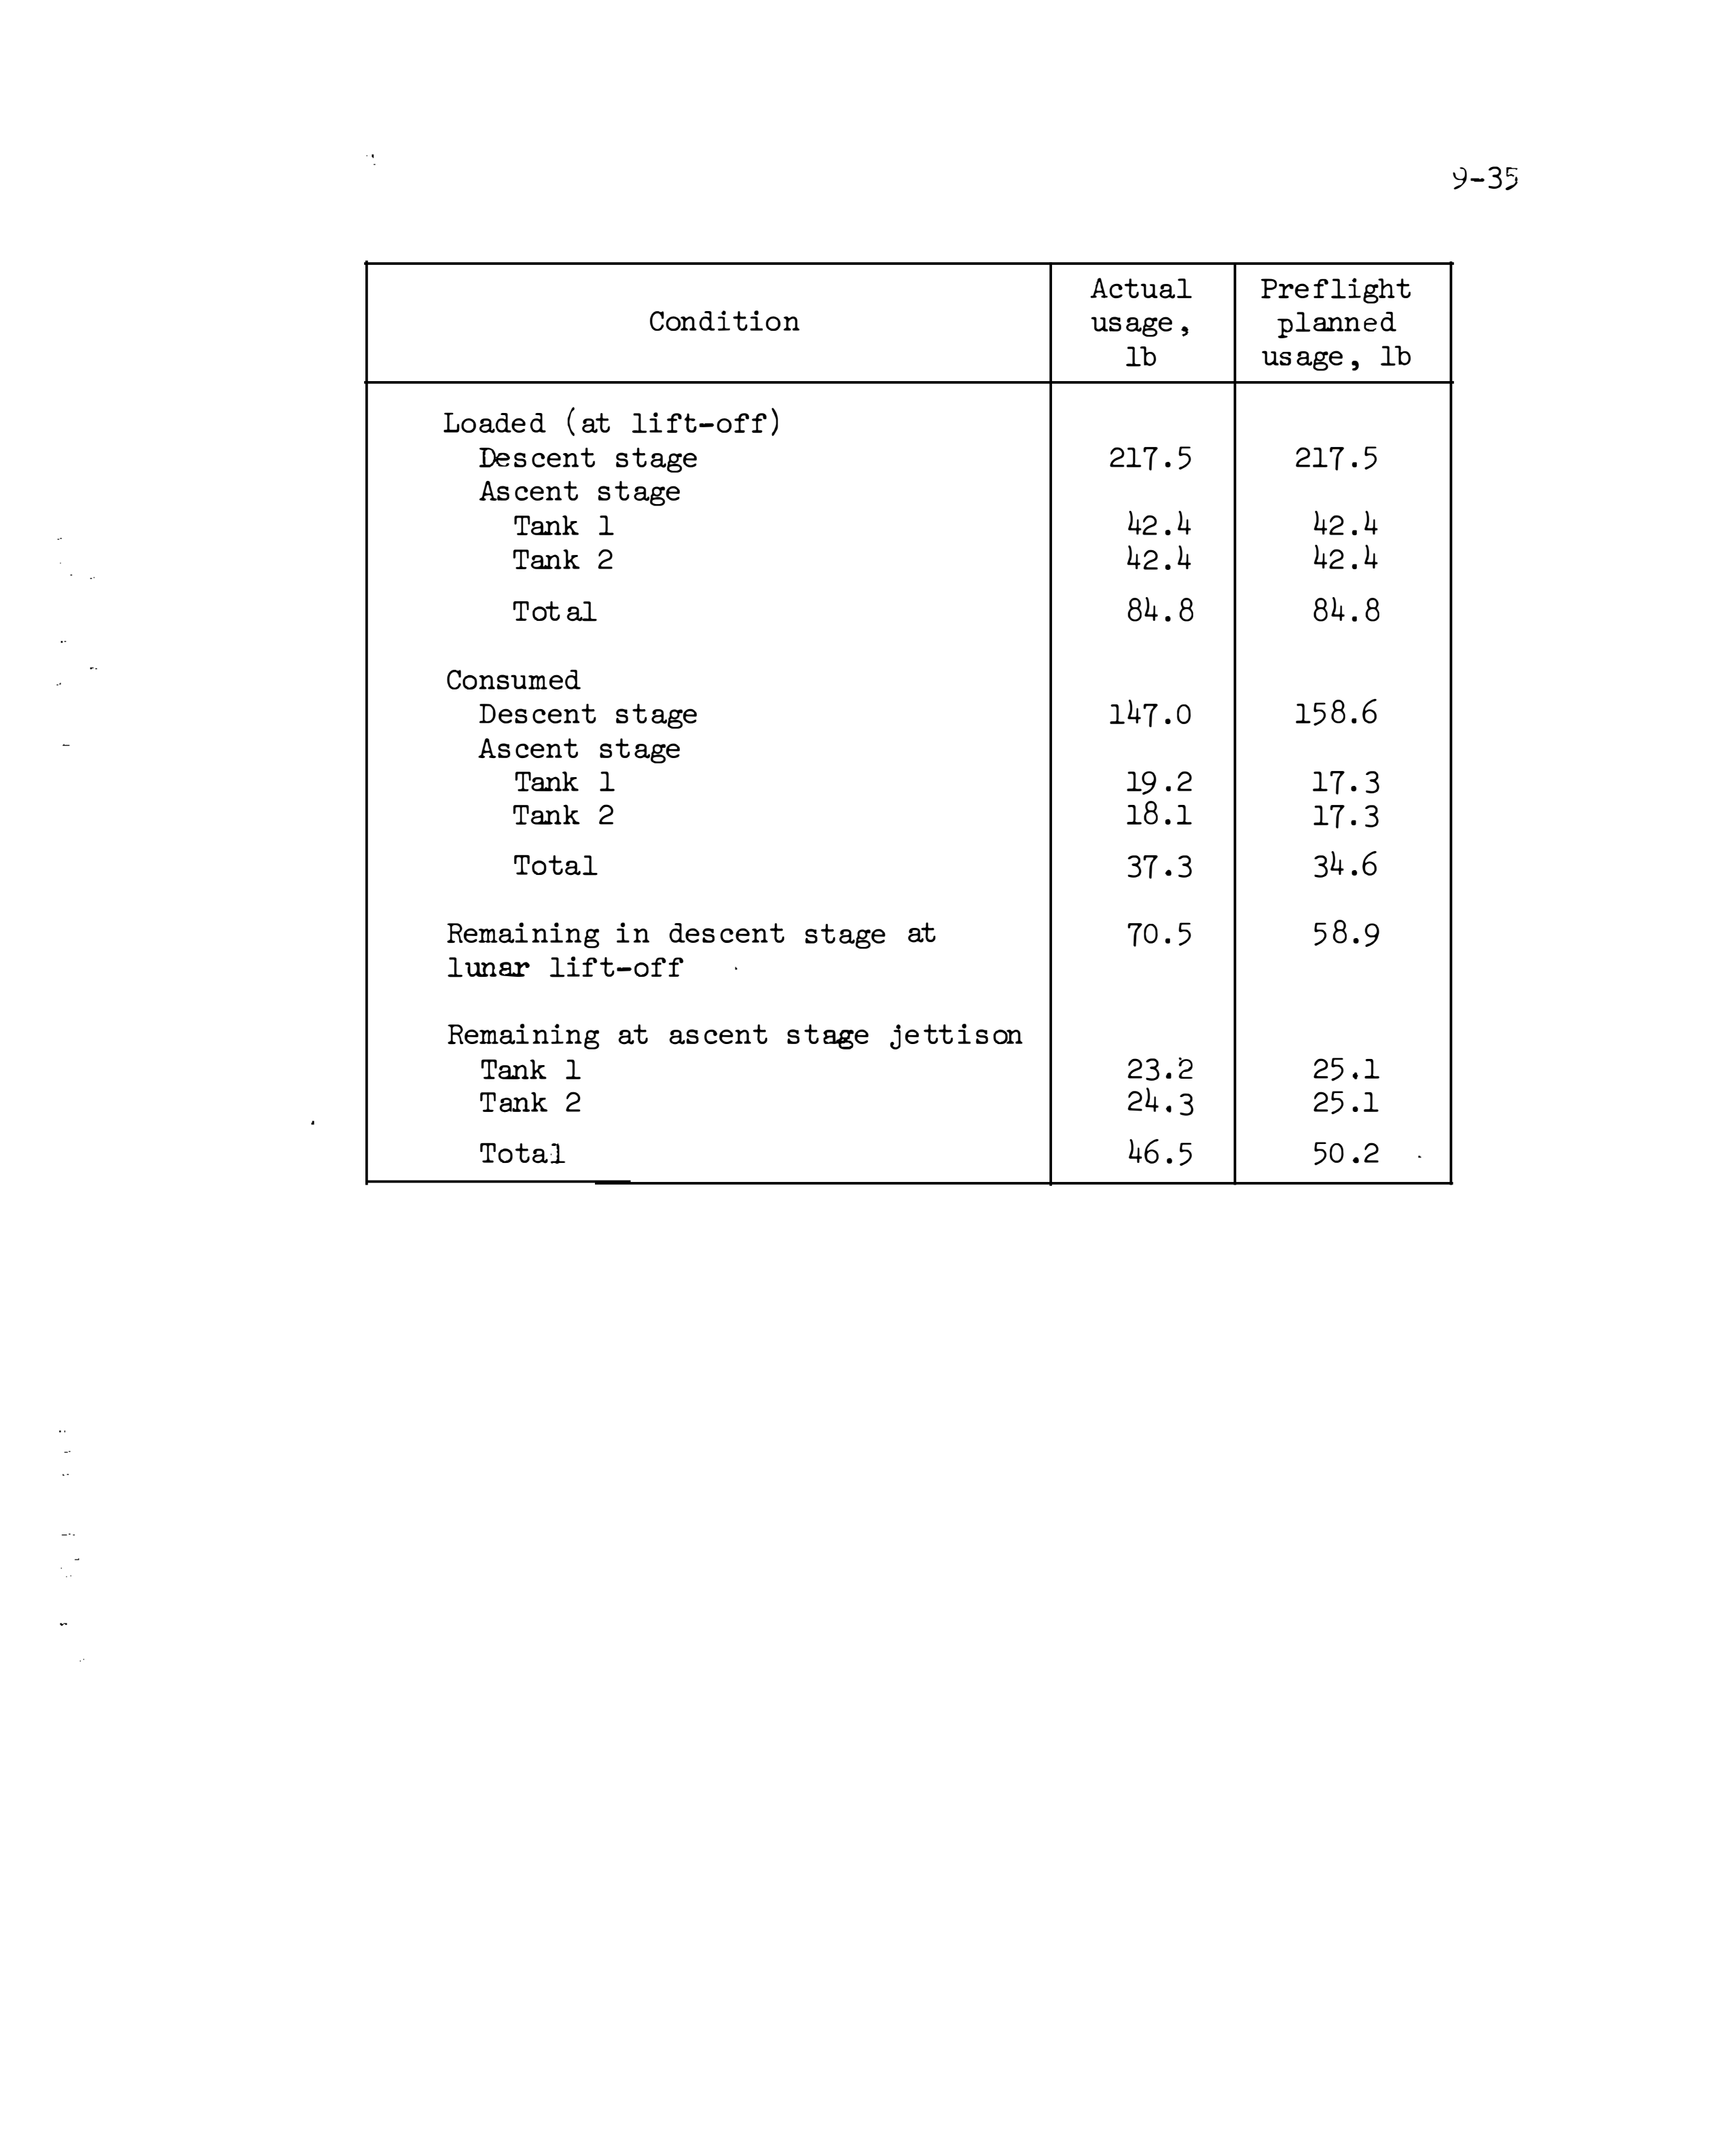 9-35
Condition
Actual usage, lb
Preflight planned usage, lb
Loaded (at lift-off)
Descent stage 217.5 217.5
Ascent stage
Tank 1 42.4 42.4
Tank 2 42.4 42.4
Total 84.8 84.8
Consumed
Descent stage 147.0 158.6
Ascent stage
Tank 1 19.2 17.3
Tank 2 18.1 17.3
Total 37.3 34.6
Remaining in descent stage at 70.5 58.9
lunar lift-off
Remaining at ascent stage jettison
Tank 1 23.2 25.1
Tank 2 24.3 25.1
Total 46.5 50.2